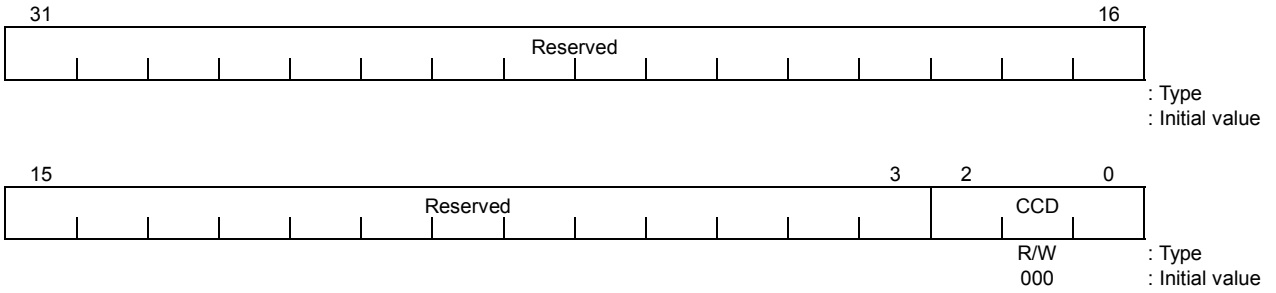 31 16
Reserved
: Type
: Initial value
15 3 2 0
Reserved CCD
R/W : Type
000 : Initial value